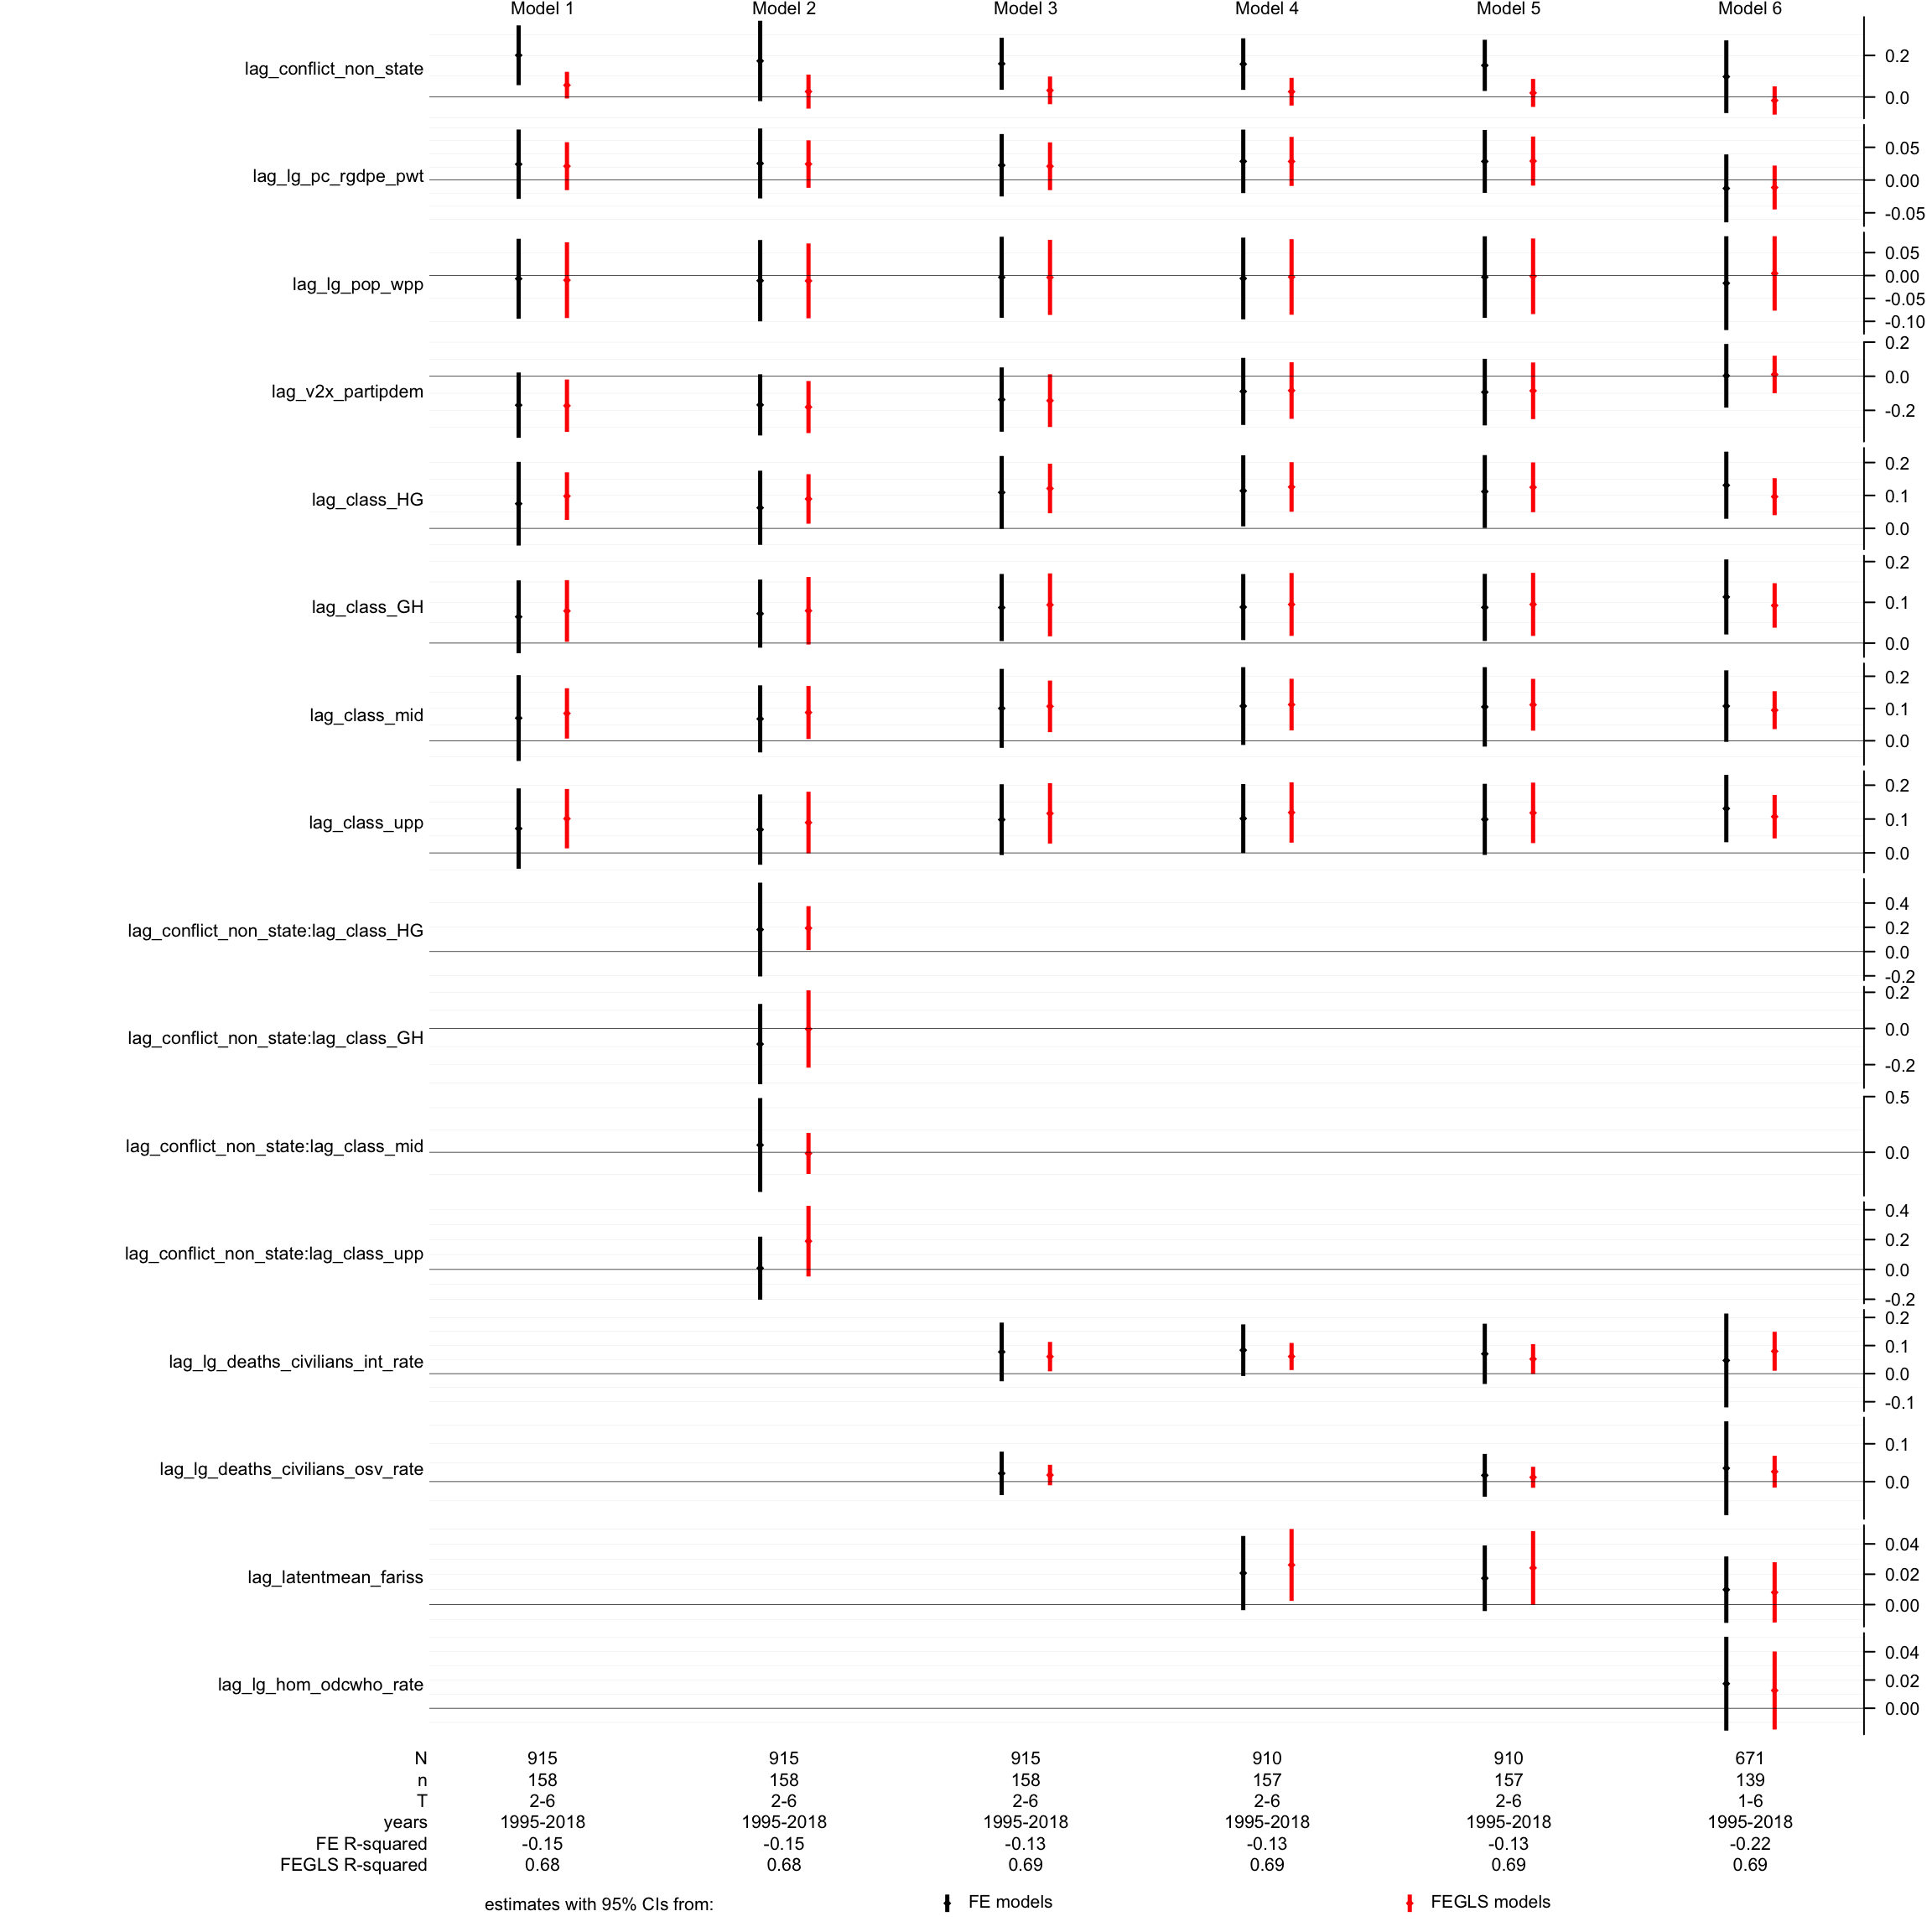 Model 1 Model 2 Model 3 Model 4 Model 5 Model 6
lag_conflict_non_state
0.2
0.0
lag_lg_pc_rgdpe_pwt
0.05
0.00
-0.05
lag_lg_pop_wpp
0.05
0.00
-0.05
-0.10
lag_v2x_partipdem
0.2
0.0
-0.2
lag_class_HG
0.2
0.1
0.0
lag_class_GH
0.2
0.1
0.0
lag_class_mid
0.2
0.1
0.0
lag_class_upp
0.2
0.1
0.0
lag_conflict_non_state:lag_class_HG
0.4
0.2
0.0
-0.2
lag_conflict_non_state:lag_class_GH
0.2
0.0
-0.2
lag_conflict_non_state:lag_class_mid
0.5
0.0
lag_conflict_non_state:lag_class_upp
0.4
0.2
0.0
-0.2
lag_lg_deaths_civilians_int_rate
0.2
0.1
0.0
-0.1
lag_lg_deaths_civilians_osv_rate
0.1
0.0
lag_latentmean_fariss
0.04
0.02
0.00
lag_lg_hom_odcwho_rate
0.04
0.02
0.00
N 915 915 915 910 910 671
n 158 158 158 157 157 139
T 2-6 2-6 2-6 2-6 2-6 1-6
years 1995-2018 1995-2018 1995-2018 1995-2018 1995-2018 1995-2018
FE R-squared -0.15 -0.15 -0.13 -0.13 -0.13 -0.22
FEGLS R-squared 0.68 0.68 0.69 0.69 0.69 0.69
estimates with 95% CIs from: FE models FEGLS models